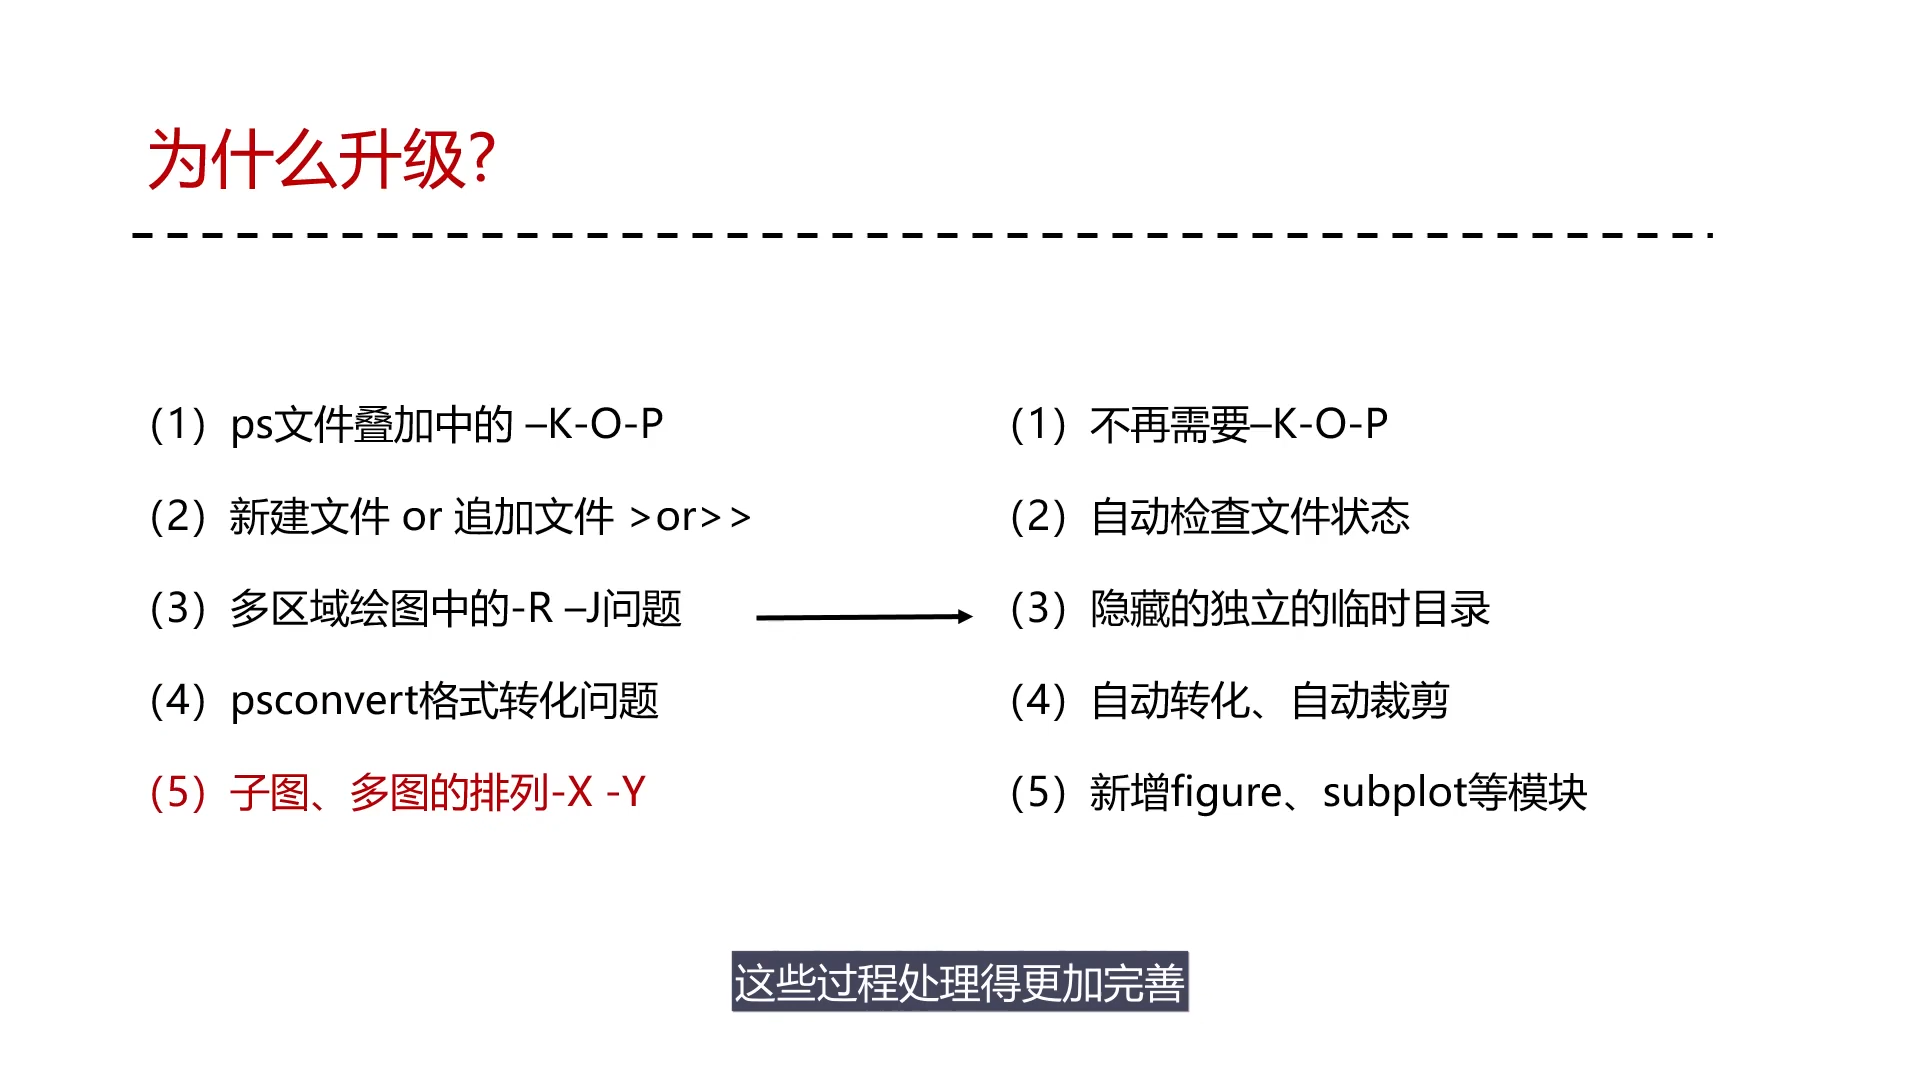 为什么升级?
（1）ps文件叠加中的 –K-O-P
（2）新建文件 or 追加文件 >or>>
（3）多区域绘图中的-R –J问题
（4）psconvert格式转化问题
（5）子图、多图的排列-X -Y
（1）不再需要–K-O-P
（2）自动检查文件状态
（3）隐藏的独立的临时目录
（4）自动转化、自动裁剪
（5）新增figure、subplot等模块
这些过程处理得更加完善